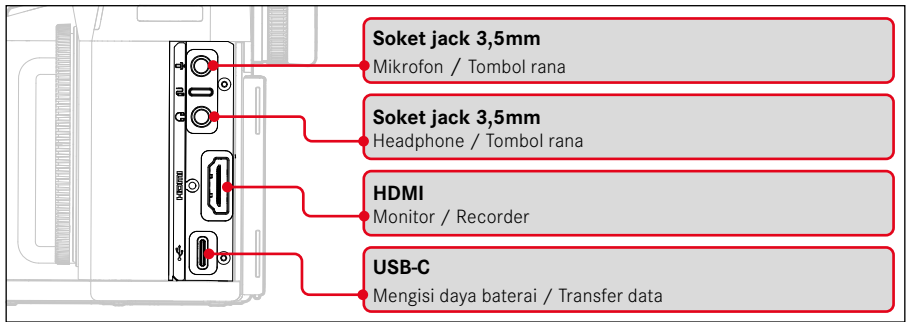 Soket jack 3,5mm
Mikrofon / Tombol rana
Soket jack 3,5mm
Headphone / Tombol rana
HDMI
HDMI
Monitor / Recorder
USB-C
Mengisi daya baterai / Transfer data